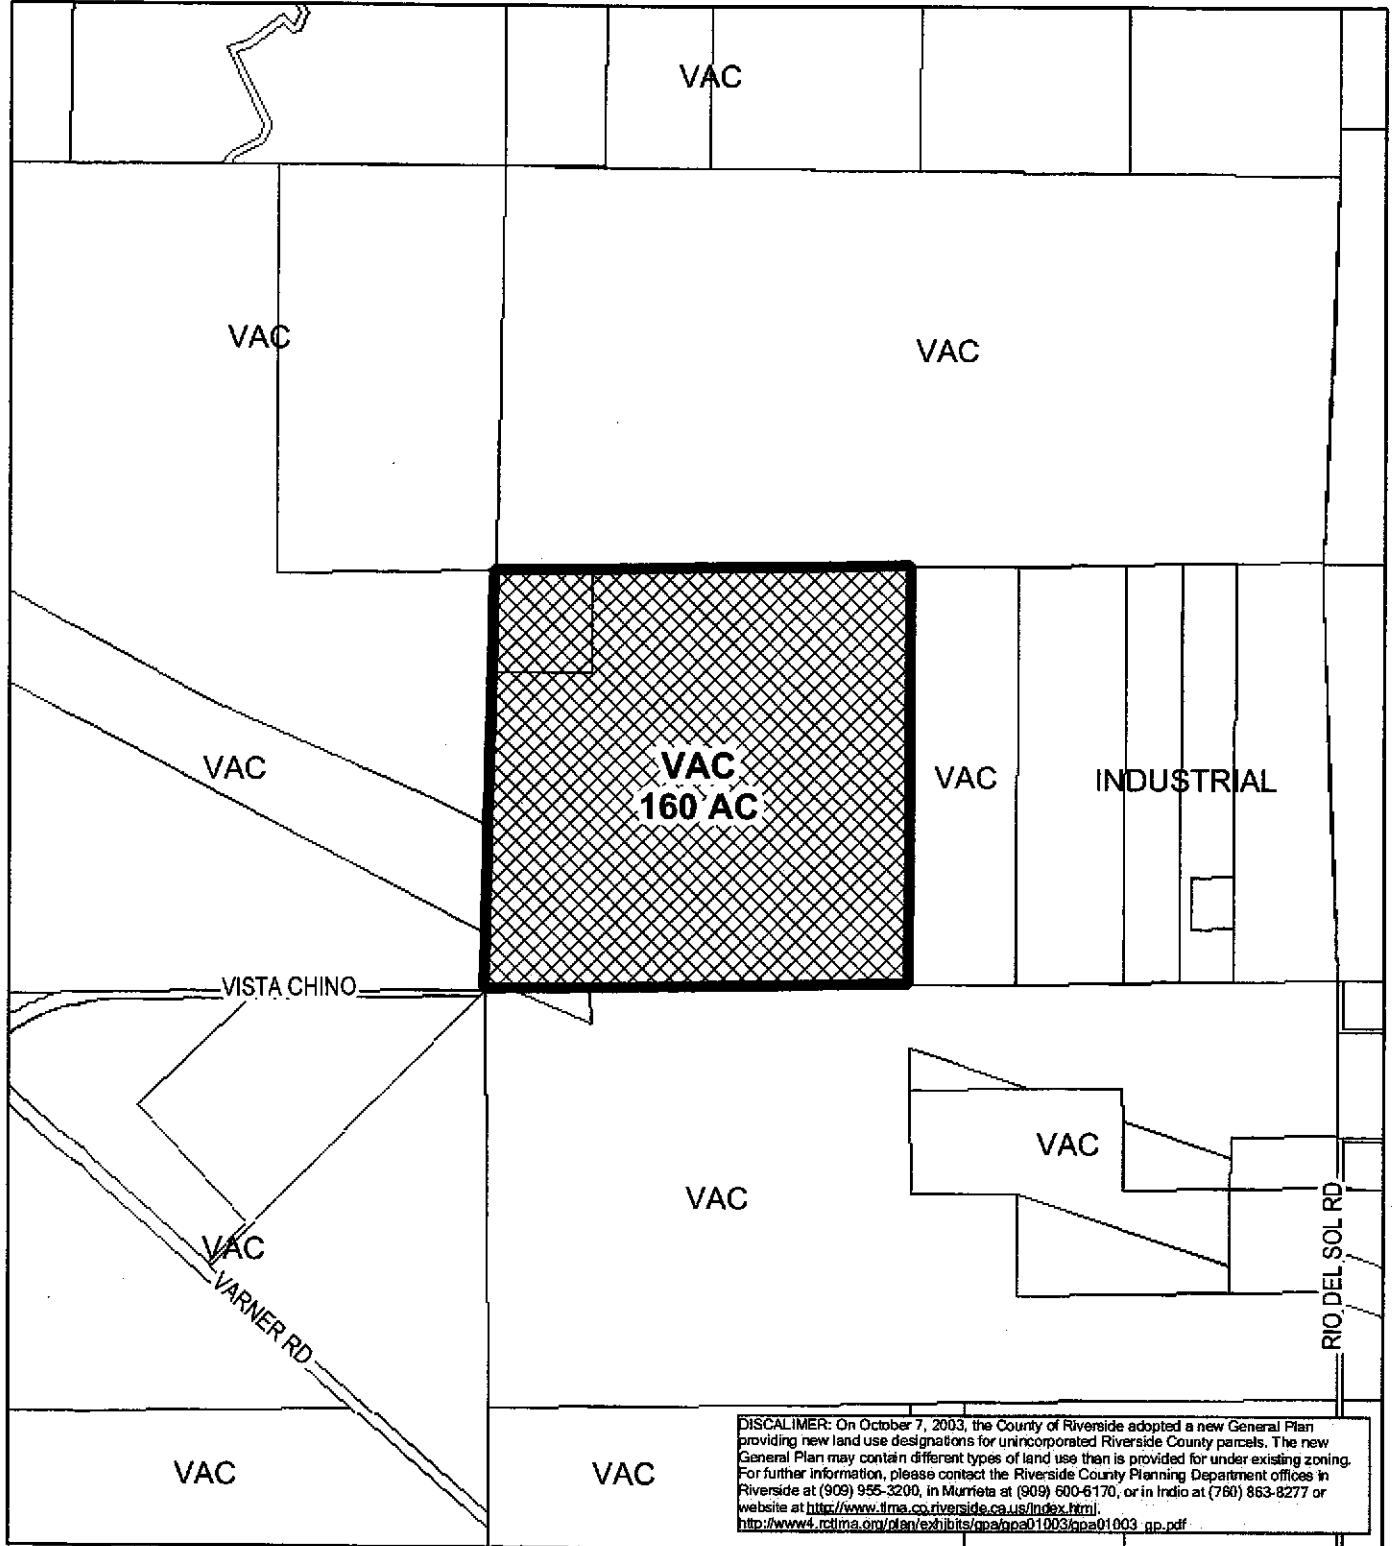 VAC
VAC
VAC
VAC
VAC
160 AC
VAC
INDUSTRIAL
VISTA CHINO
VAC
VAC
VAC
VARNER RD
RIO DEL SOL RD
VAC
VAC
DISCALIMER: On October 7, 2003, the County of Riverside adopted a new General Plan
providing new land use designations for unincorporated Riverside County parcels. The new
General Plan may contain different types of land use than is provided for under existing zoning.
For further information, please contact the Riverside County Planning Department offices in
Riverside at (909) 955-3200, in Murrieta at (909) 600-6170, or in Indio at (760) 863-8277 or
website at http://www.tlma.co.riverside.ca.us/index.html.
http://www4.rctlma.org/plan/exhibits/gpa/gpa01003/gpa01003_gp.pdf